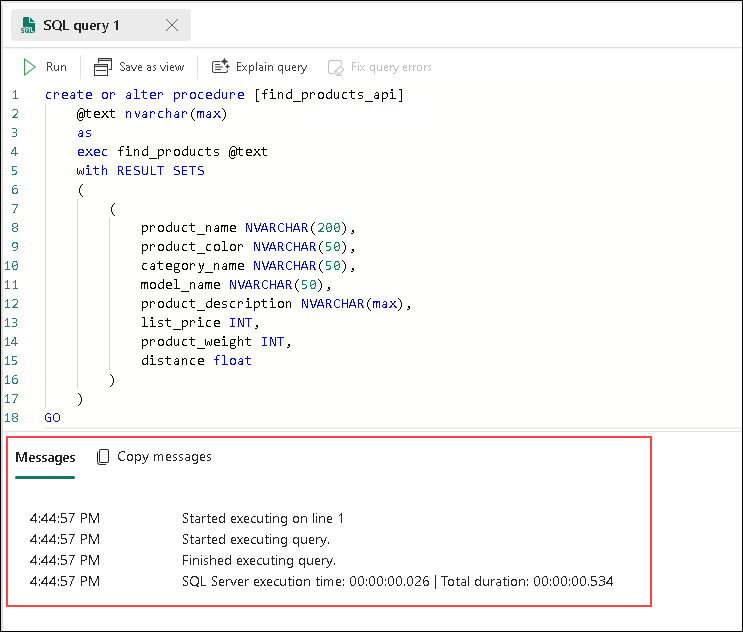 SQL query 1
Run Save as view Explain query Fix query errors
1 create or alter procedure [find_products_api]
2 @text nvarchar(max)
3 as
4 exec find_products @text
5 with RESULT SETS
6 (
7 (
8 product_name NVARCHAR(200),
9 product_color NVARCHAR(50),
10 category_name NVARCHAR(50),
11 model_name NVARCHAR(50),
12 product_description NVARCHAR(max),
13 list_price INT,
14 product_weight INT,
15 distance float
16 )
17 )
18 GO
Messages Copy messages
4:44:57 PM Started executing on line 1
4:44:57 PM Started executing query.
4:44:57 PM Finished executing query.
4:44:57 PM SQL Server execution time: 00:00:00.026 | Total duration: 00:00:00.534